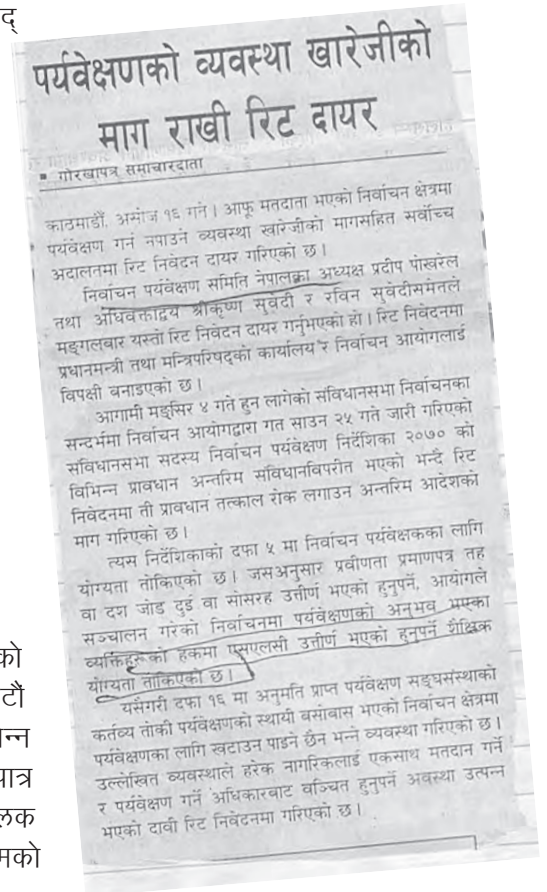 द्
पर्यवेक्षणको व्यवस्था खारेजीको
माग राखी रिट दायर
▪ गोरखापत्र समाचारदाता
काठमाडौं, असोज १६ गते। आफू मतदाता भएको निर्वाचन क्षेत्रमा
पर्यवेक्षण गर्न नपाउने व्यवस्था खारेजीको मागसहित सर्वोच्च
अदालतमा रिट निवेदन दायर गरिएको छ।
निर्वाचन पर्यवेक्षण समिति नेपालका अध्यक्ष प्रदीप पोखरेल
तथा अधिवक्ताद्वय श्रीकृष्ण सुवेदी र रविन सुवेदीसमेतले
मङ्गलबार यस्तो रिट निवेदन दायर गर्नुभएको हो। रिट निवेदनमा
प्रधानमन्त्री तथा मन्त्रिपरिषद्को कार्यालय र निर्वाचन आयोगलाई
विपक्षी बनाइएको छ।
आगामी मङ्सिर ४ गते हुन लागेको संविधानसभा निर्वाचनका
सन्दर्भमा निर्वाचन आयोगद्वारा गत साउन २५ गते जारी गरिएको
संविधानसभा सदस्य निर्वाचन पर्यवेक्षण निर्देशिका २०७० को
विभिन्न प्रावधान अन्तरिम संविधानविपरीत भएको भन्दै रिट
निवेदनमा ती प्रावधान तत्काल रोक लगाउन अन्तरिम आदेशको
माग गरिएको छ।
त्यस निर्देशिकाको दफा ५ मा निर्वाचन पर्यवेक्षकका लागि
योग्यता तोकिएको छ। जसअनुसार प्रवीणता प्रमाणपत्र तह
वा दश जोड दुई वा सोसरह उत्तीर्ण भएको हुनुपर्ने, आयोगले
सञ्चालन गरेको निर्वाचनमा पर्यवेक्षणको अनुभव भएका
व्यक्तिहरूको हकमा एसएलसी उत्तीर्ण भएको हुनुपर्ने शैक्षिक
योग्यता तोकिएको छ।
यसैगरी दफा १६ मा अनुमति प्राप्त पर्यवेक्षण सङ्घसंस्थाको
कर्तव्य तोकी पर्यवेक्षणको स्थायी बसोबास भएको निर्वाचन क्षेत्रमा
पर्यवेक्षणका लागि खटाउन पाइने छैन भन्ने व्यवस्था गरिएको छ।
उल्लेखित व्यवस्थाले हरेक नागरिकलाई एकसाथ मतदान गर्ने
र पर्यवेक्षण गर्ने अधिकारबाट वञ्चित हुनुपर्ने अवस्था उत्पन्न
भएको दावी रिट निवेदनमा गरिएको छ।
को
टौ
न्न
पात्र
लक
मको